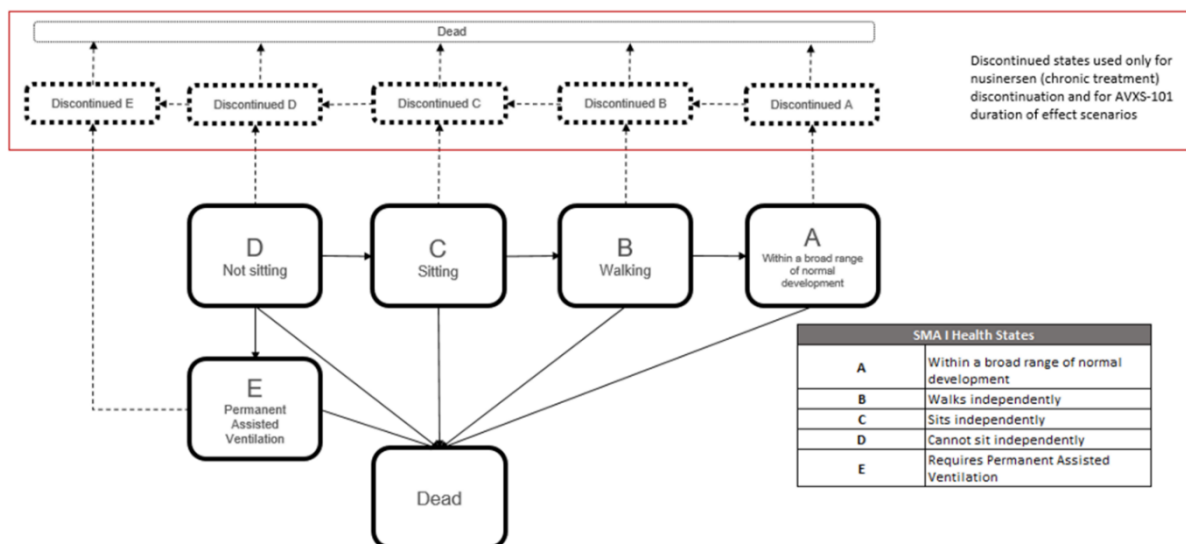 Dead
Discontinued E
Discontinued D
Discontinued C
Discontinued B
Discontinued A
Discontinued states used only for
nusinersen (chronic treatment)
discontinuation and for AVXS-101
duration of effect scenarios
D
Not sitting
C
Sitting
B
Walking
A
Within a broad range
of normal
development
E
Permanent
Assisted
Ventilation
Dead
SMA I Health States
A
Within a broad range of normal
development
B
Walks independently
C
Sits independently
D
Cannot sit independently
E
Requires Permanent Assisted
Ventilation